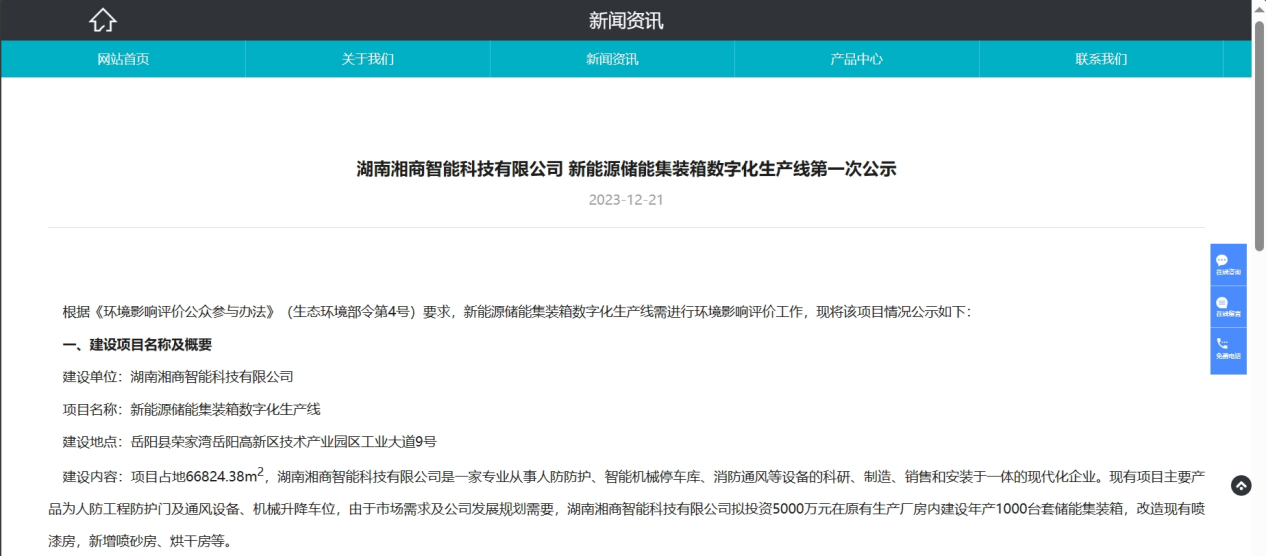 新闻资讯
网站首页
关于我们
新闻资讯
产品中心
联系我们
湖南湘商智能科技有限公司 新能源储能集装箱数字化生产线第一次公示
2023-12-21
根据《环境影响评价公众参与办法》（生态环境部令第4号）要求，新能源储能集装箱数字化生产线需进行环境影响评价工作，现将该项目情况公示如下：
一、建设项目名称及概要
建设单位：湖南湘商智能科技有限公司
项目名称：新能源储能集装箱数字化生产线
建设地点：岳阳县荣家湾岳阳高新区技术产业园区工业大道9号
建设内容：项目占地66824.38m²，湖南湘商智能科技有限公司是一家专业从事人防防护、智能机械停车库、消防通风等设备的科研、制造、销售和安装于一体的现代化企业。现有项目主要产
品为人防工程防护门及通风设备、机械升降车位，由于市场需求及公司发展规划需要，湖南湘商智能科技有限公司拟投资5000万元在原有生产厂房内建设年产1000台套储能集装箱，改造现有喷
漆房，新增喷砂房、烘干房等。
在线咨询
在线留言
免费电话